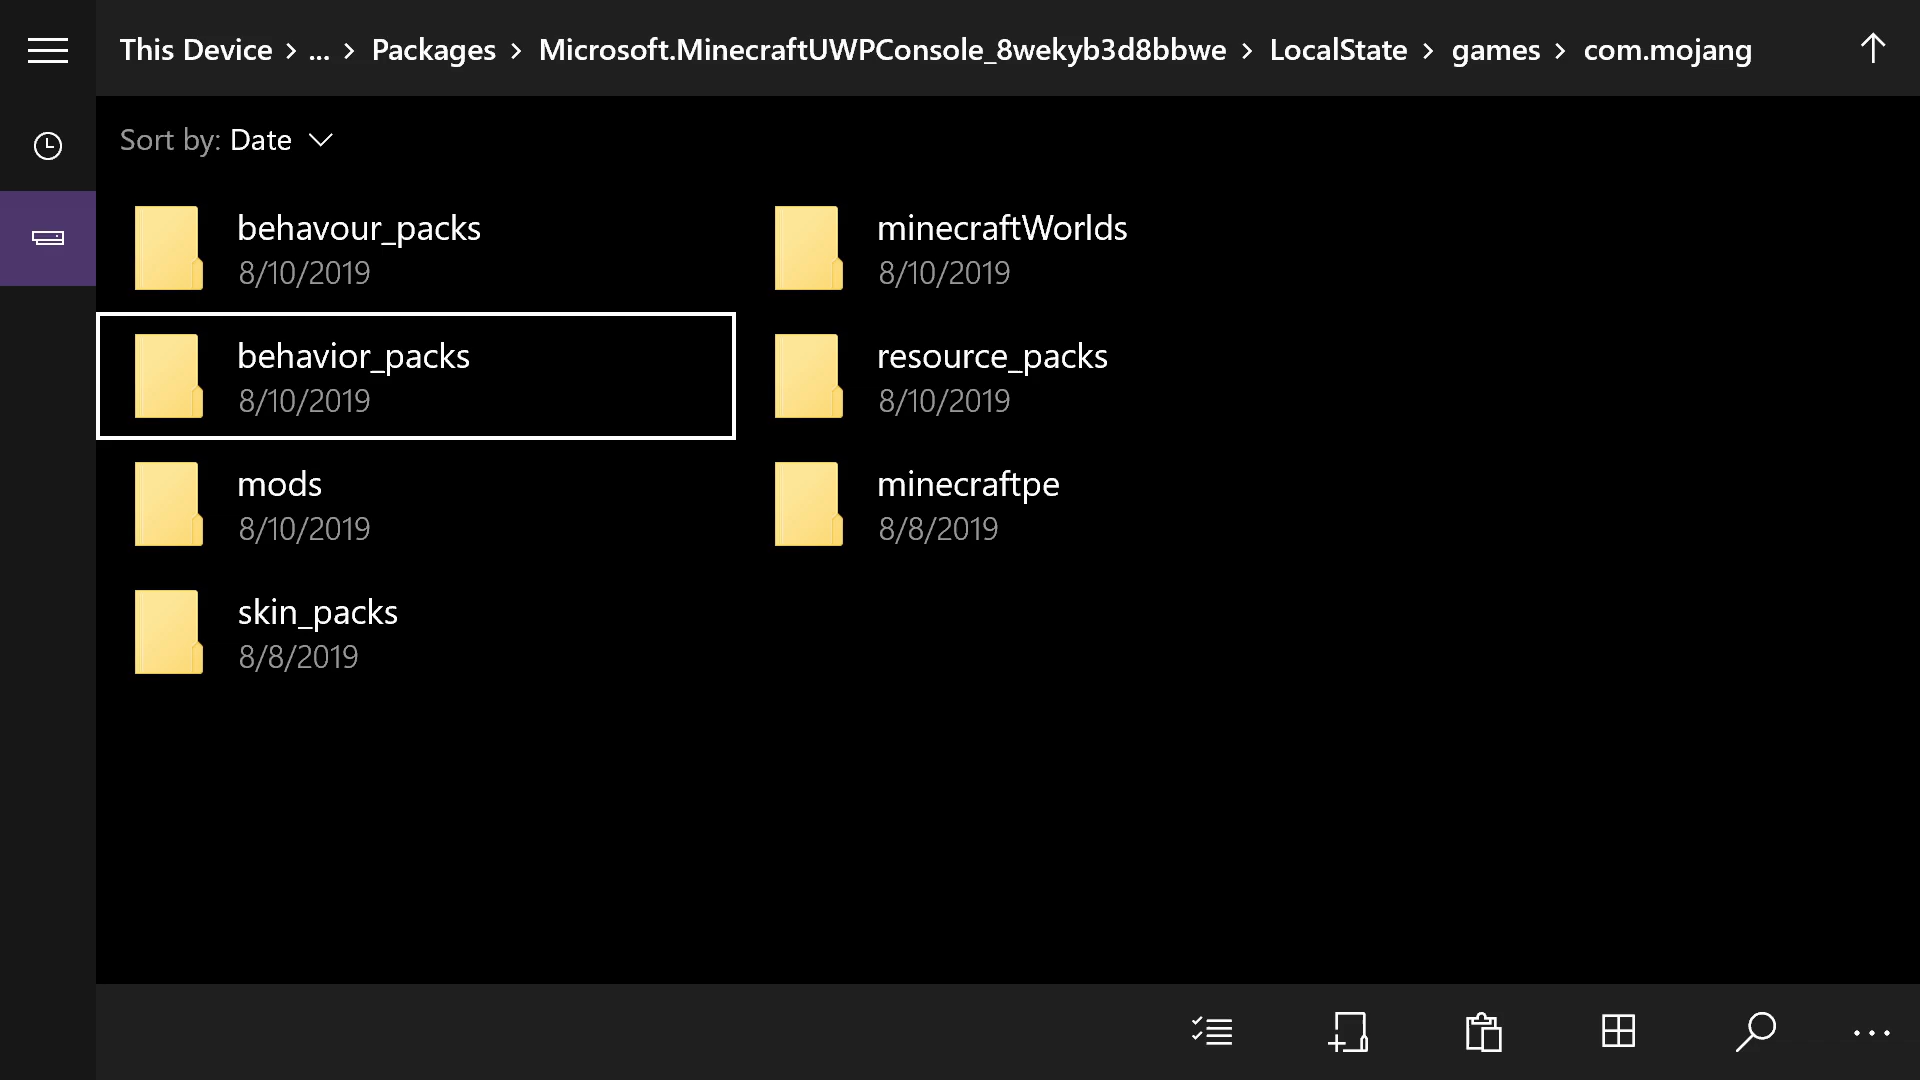 This Device > ... > Packages > Microsoft.MinecraftUWPConsole_8wekyb3d8bbwe > LocalState > games > com.mojang
Sort by: Date
behavour_packs
8/10/2019
minecraftWorlds
8/10/2019
behavior_packs
8/10/2019
resource_packs
8/10/2019
mods
8/10/2019
minecraftpe
8/8/2019
skin_packs
8/8/2019